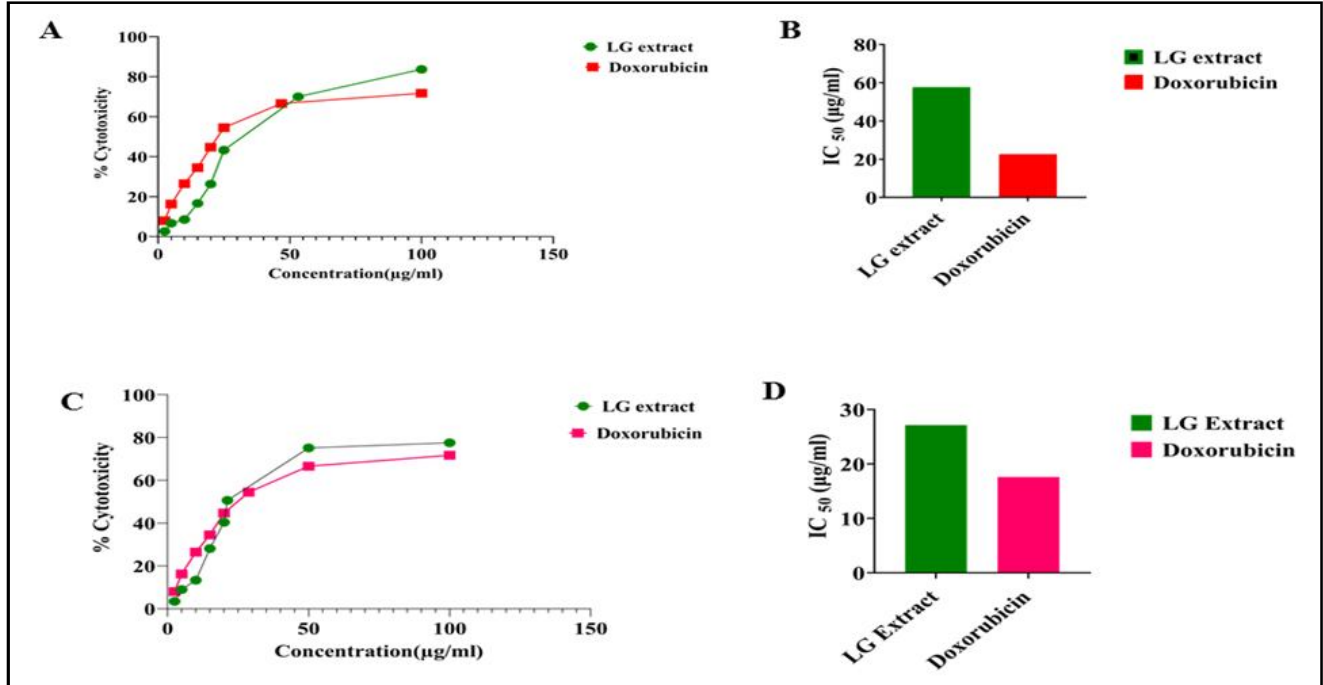 A
% Cytotoxicity
100
80
60
40
20
0
0
50
100
150
Concentration(µg/ml)
LG extract
Doxorubicin
B
IC 50 (µg/ml)
80
60
40
20
0
LG extract
Doxorubicin
LG extract
Doxorubicin
C
% Cytotoxicity
100
80
60
40
20
0
0
50
100
150
Concentration(µg/ml)
LG extract
Doxorubicin
D
IC 50 (µg/ml)
30
20
10
0
LG Extract
Doxorubicin
LG Extract
Doxorubicin